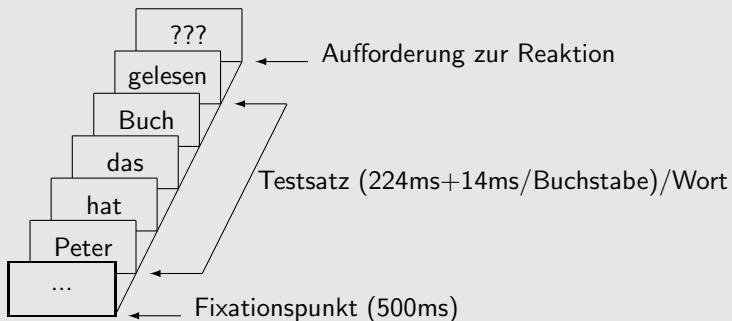 ???
Aufforderung zur Reaktion
gelesen
Buch
das
Testsatz (224ms+14ms/Buchstabe)/Wort
hat
Peter
...
Fixationspunkt (500ms)